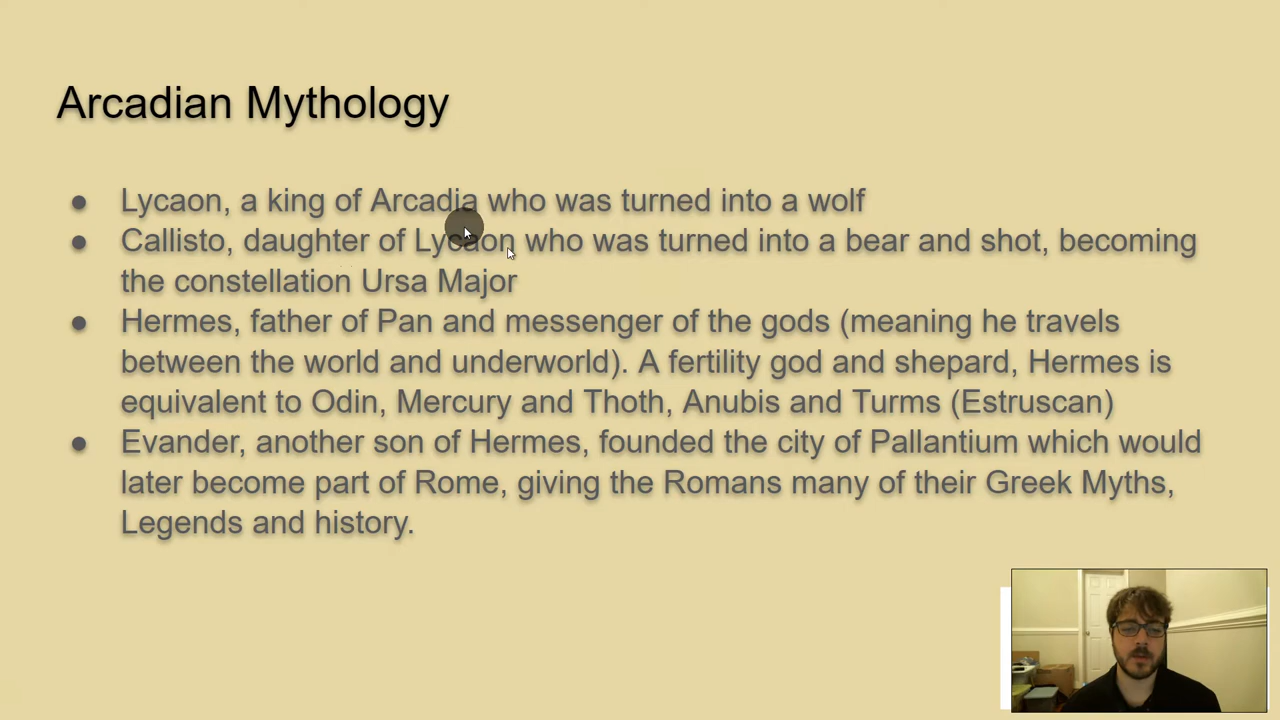 Arcadian Mythology
● Lycaon, a king of Arcadia who was turned into a wolf
● Callisto, daughter of Lycaon who was turned into a bear and shot, becoming
the constellation Ursa Major
● Hermes, father of Pan and messenger of the gods (meaning he travels
between the world and underworld). A fertility god and shepard, Hermes is
equivalent to Odin, Mercury and Thoth, Anubis and Turms (Estruscan)
● Evander, another son of Hermes, founded the city of Pallantium which would
later become part of Rome, giving the Romans many of their Greek Myths,
Legends and history.